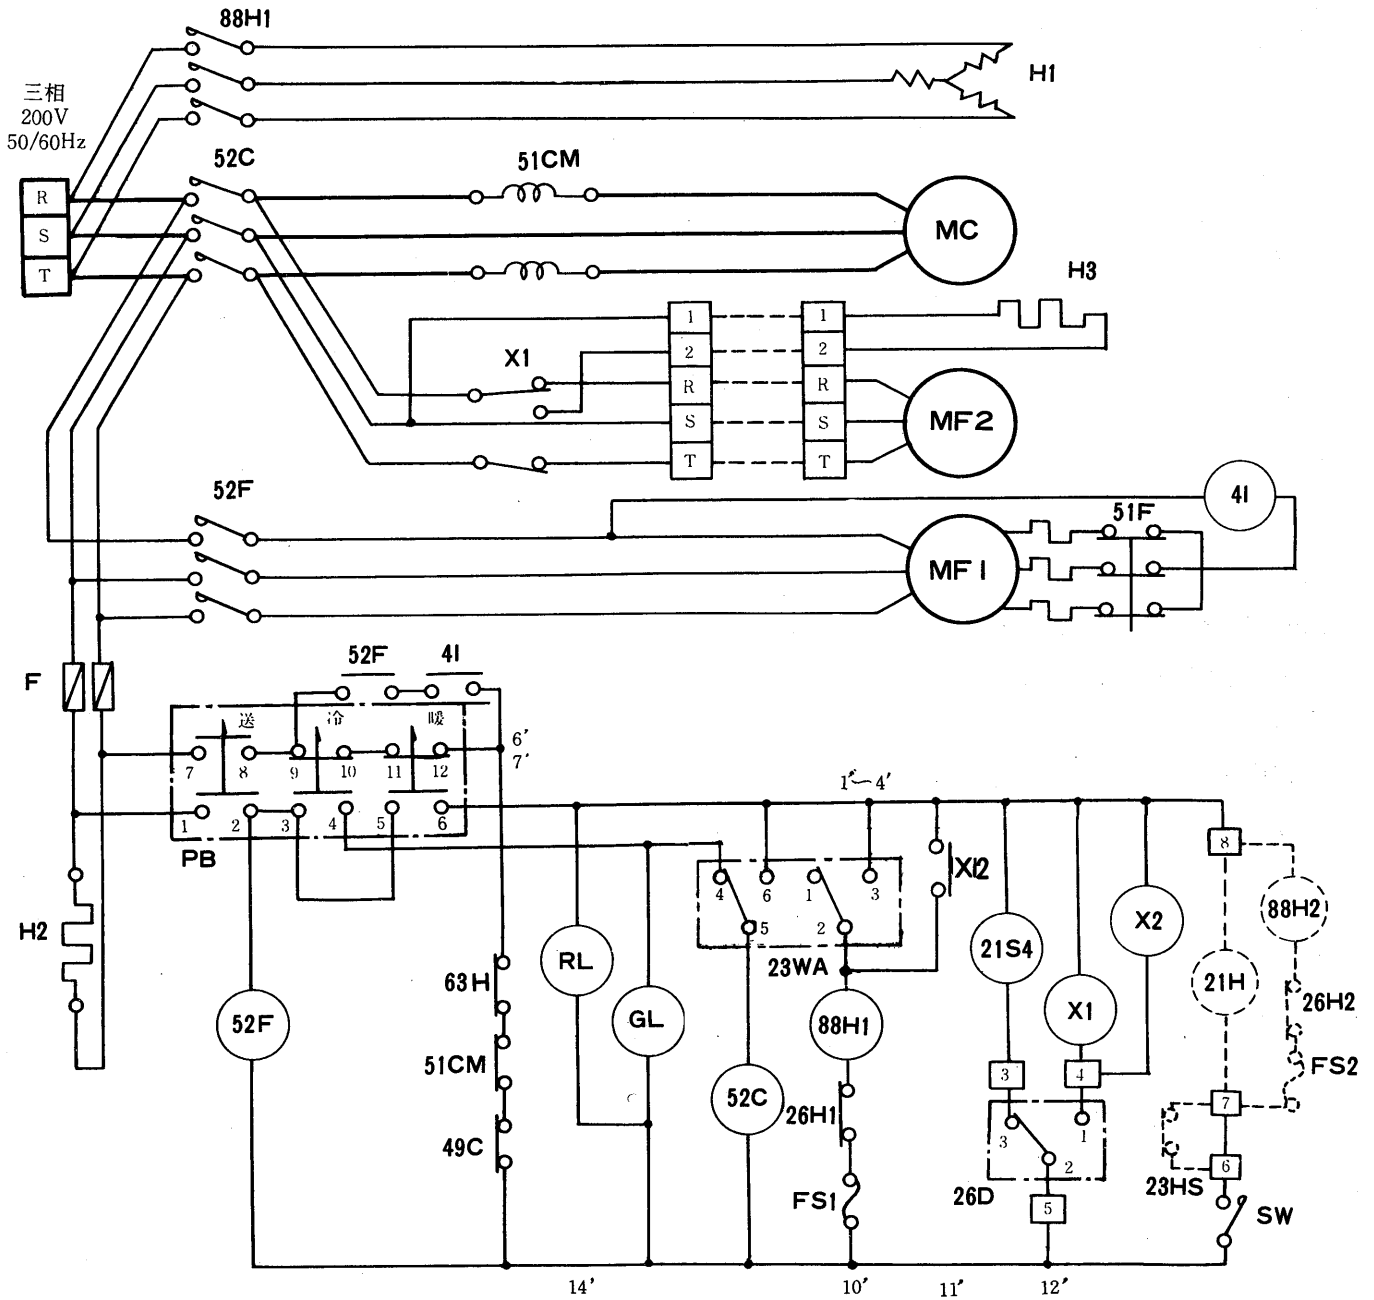 88H1
H1
三相
200V
50/60Hz
52C
51CM
R
S
T
MC
H3
1
1
X1
2
2
R
R
S
S
T
T
MF2
52F
41
51F
MF1
F
52F
41
送
冷
暖
6′
7′
7
8
9
10
11
12
1
2
3
4
5
6
PB
1′～4′
H2
4
6
1
3
X12
5
2
23WA
8
88H2
X2
21S4
21H
26H2
RL
GL
63H
X1
52F
88H1
51CM
3
4
FS2
52C
26H1
7
49C
3
1
2
6
23HS
FS1
26D
5
SW
14′
10′
11′
12′